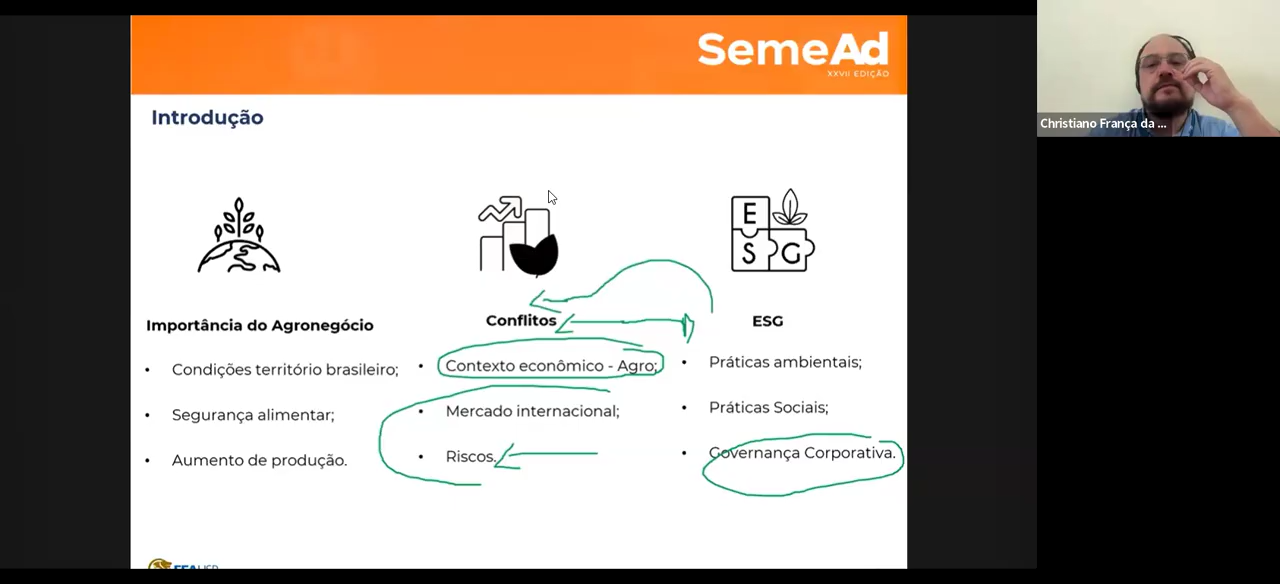 SemeAd
XXVII EDIÇÃO
Christiano França da ...
Introdução
E
S G
Importância do Agronegócio
• Condições território brasileiro;
• Segurança alimentar;
• Aumento de produção.
Conflitos
• Contexto econômico - Agro;
• Mercado internacional;
• Riscos.
ESG
• Práticas ambientais;
• Práticas Sociais;
• Governança Corporativa.